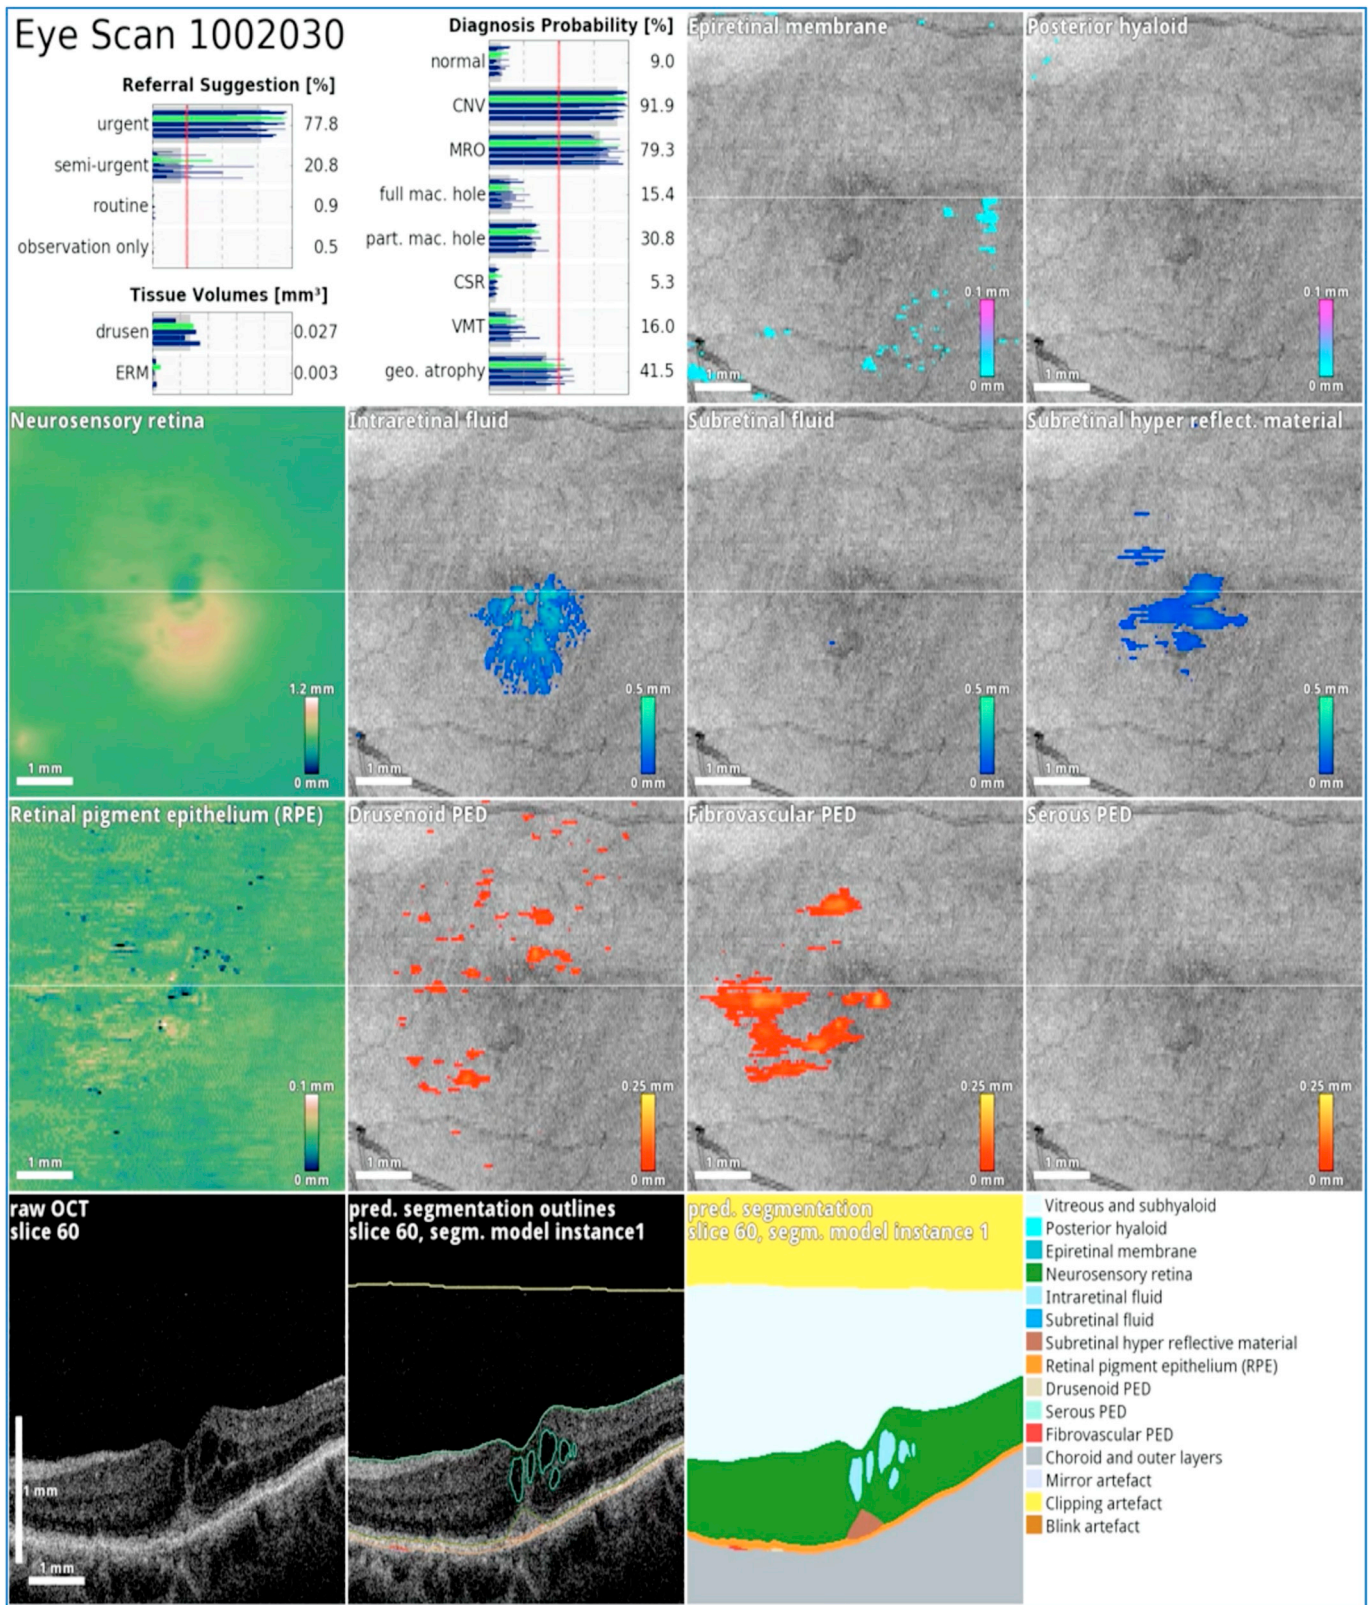 Eye Scan 1002030
Referral Suggestion [%]
urgent 77.8
semi-urgent 20.8
routine 0.9
observation only 0.5
Tissue Volumes [mm³]
drusen 0.027
ERM 0.003
Diagnosis Probability [%]
normal 9.0
CNV 91.9
MRO 79.3
full mac. hole 15.4
part. mac. hole 30.8
CSR 5.3
VMT 16.0
geo. atrophy 41.5
Epiretinal membrane
0.1 mm
0 mm
1 mm
Posterior hyaloid
0.1 mm
0 mm
1 mm
Neurosensory retina
1.2 mm
0 mm
1 mm
Intraretinal fluid
0.5 mm
0 mm
1 mm
Subretinal fluid
0.5 mm
0 mm
1 mm
Subretinal hyper reflect. material
0.5 mm
0 mm
1 mm
Retinal pigment epithelium (RPE)
0.1 mm
0 mm
1 mm
Drusenoid PED
0.25 mm
0 mm
1 mm
Fibrovascular PED
0.25 mm
0 mm
1 mm
Serous PED
0.25 mm
0 mm
1 mm
raw OCT
slice 60
1 mm
1 mm
pred. segmentation outlines
slice 60, segm. model instance1
pred. segmentation
slice 60, segm. model instance 1
Vitreous and subhyaloid
Posterior hyaloid
Epiretinal membrane
Neurosensory retina
Intraretinal fluid
Subretinal fluid
Subretinal hyper reflective material
Retinal pigment epithelium (RPE)
Drusenoid PED
Serous PED
Fibrovascular PED
Choroid and outer layers
Mirror artefact
Clipping artefact
Blink artefact